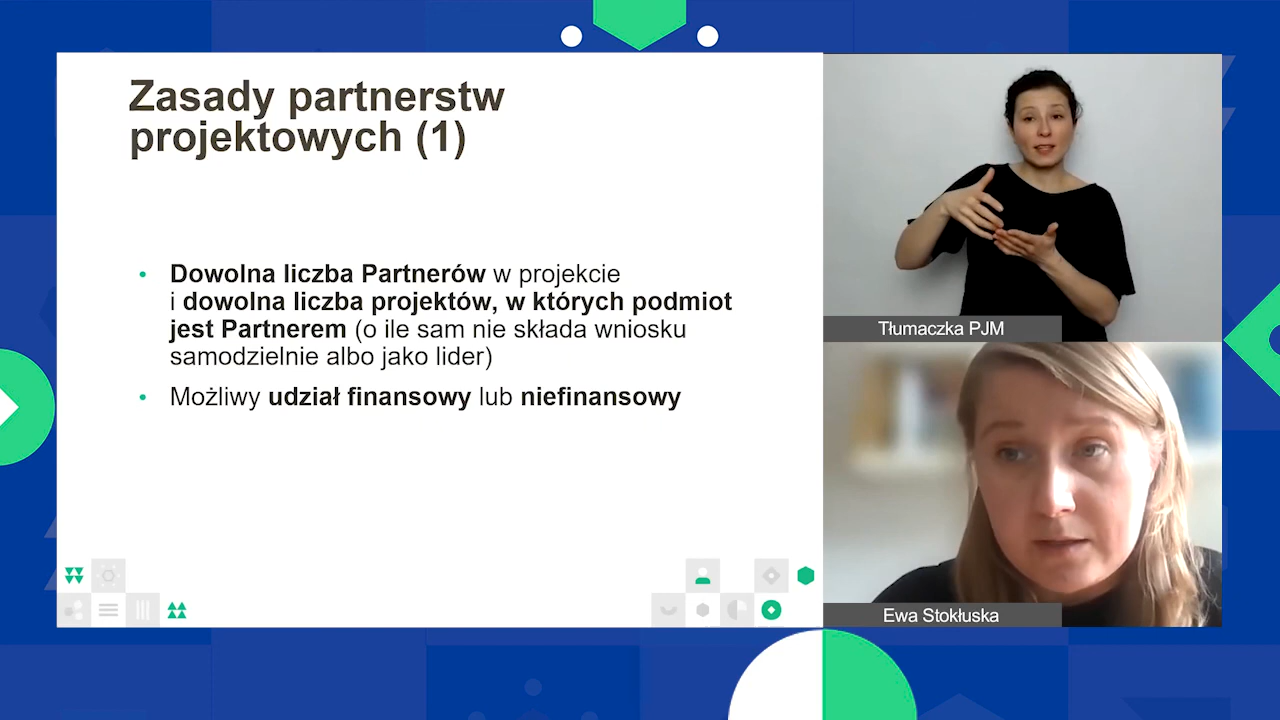 Zasady partnerstw
projektowych (1)
• Dowolna liczba Partnerów w projekcie
i dowolna liczba projektów, w których podmiot
jest Partnerem (o ile sam nie składa wniosku
samodzielnie albo jako lider)
• Możliwy udział finansowy lub niefinansowy
Tłumaczka PJM
Ewa Stokłuska